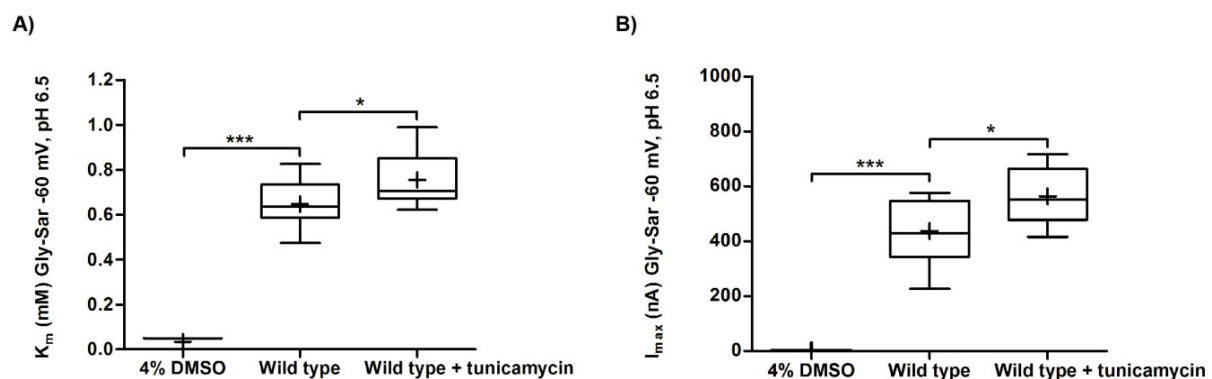 A)
K_m (mM) Gly-Sar -60 mV, pH 6.5
1.2
1.0
0.8
0.6
0.4
0.2
0.0
***
*
4% DMSO
Wild type
Wild type + tunicamycin
B)
I_max (nA) Gly-Sar -60 mV, pH 6.5
1000
800
600
400
200
0
***
*
4% DMSO
Wild type
Wild type + tunicamycin